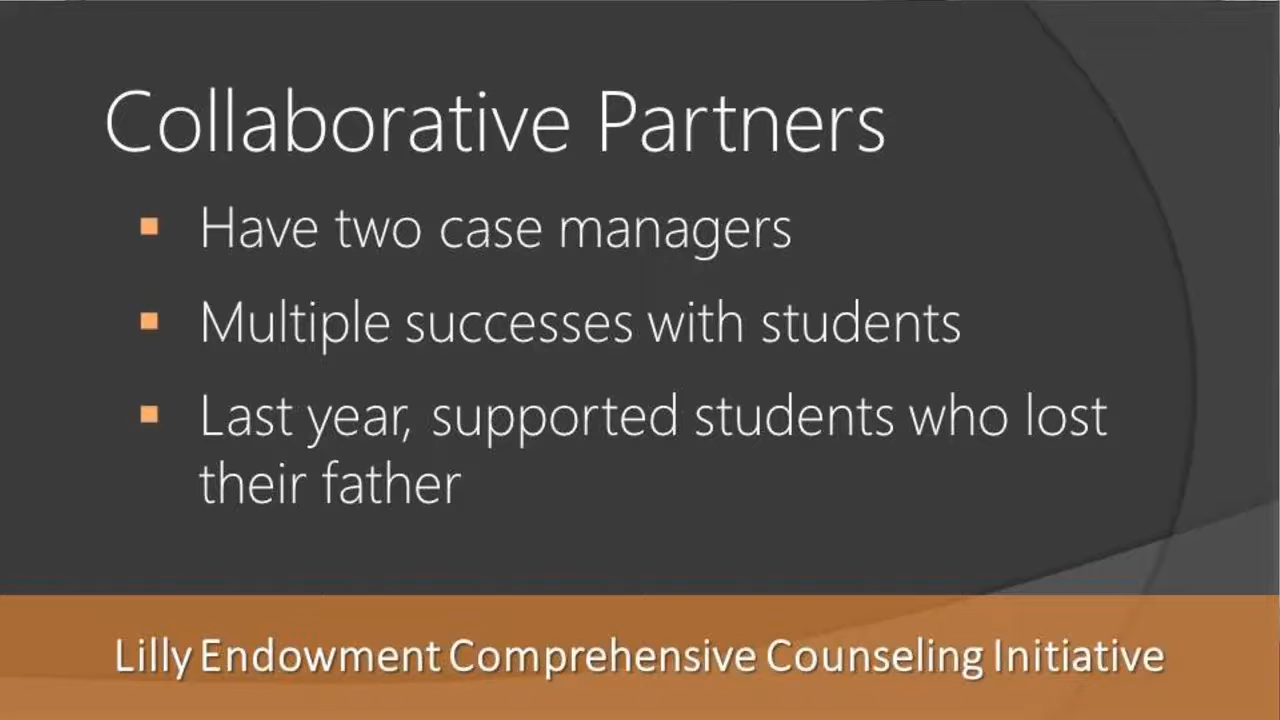 Collaborative Partners
Have two case managers
Multiple successes with students
Last year, supported students who lost
their father
Lilly Endowment Comprehensive Counseling Initiative